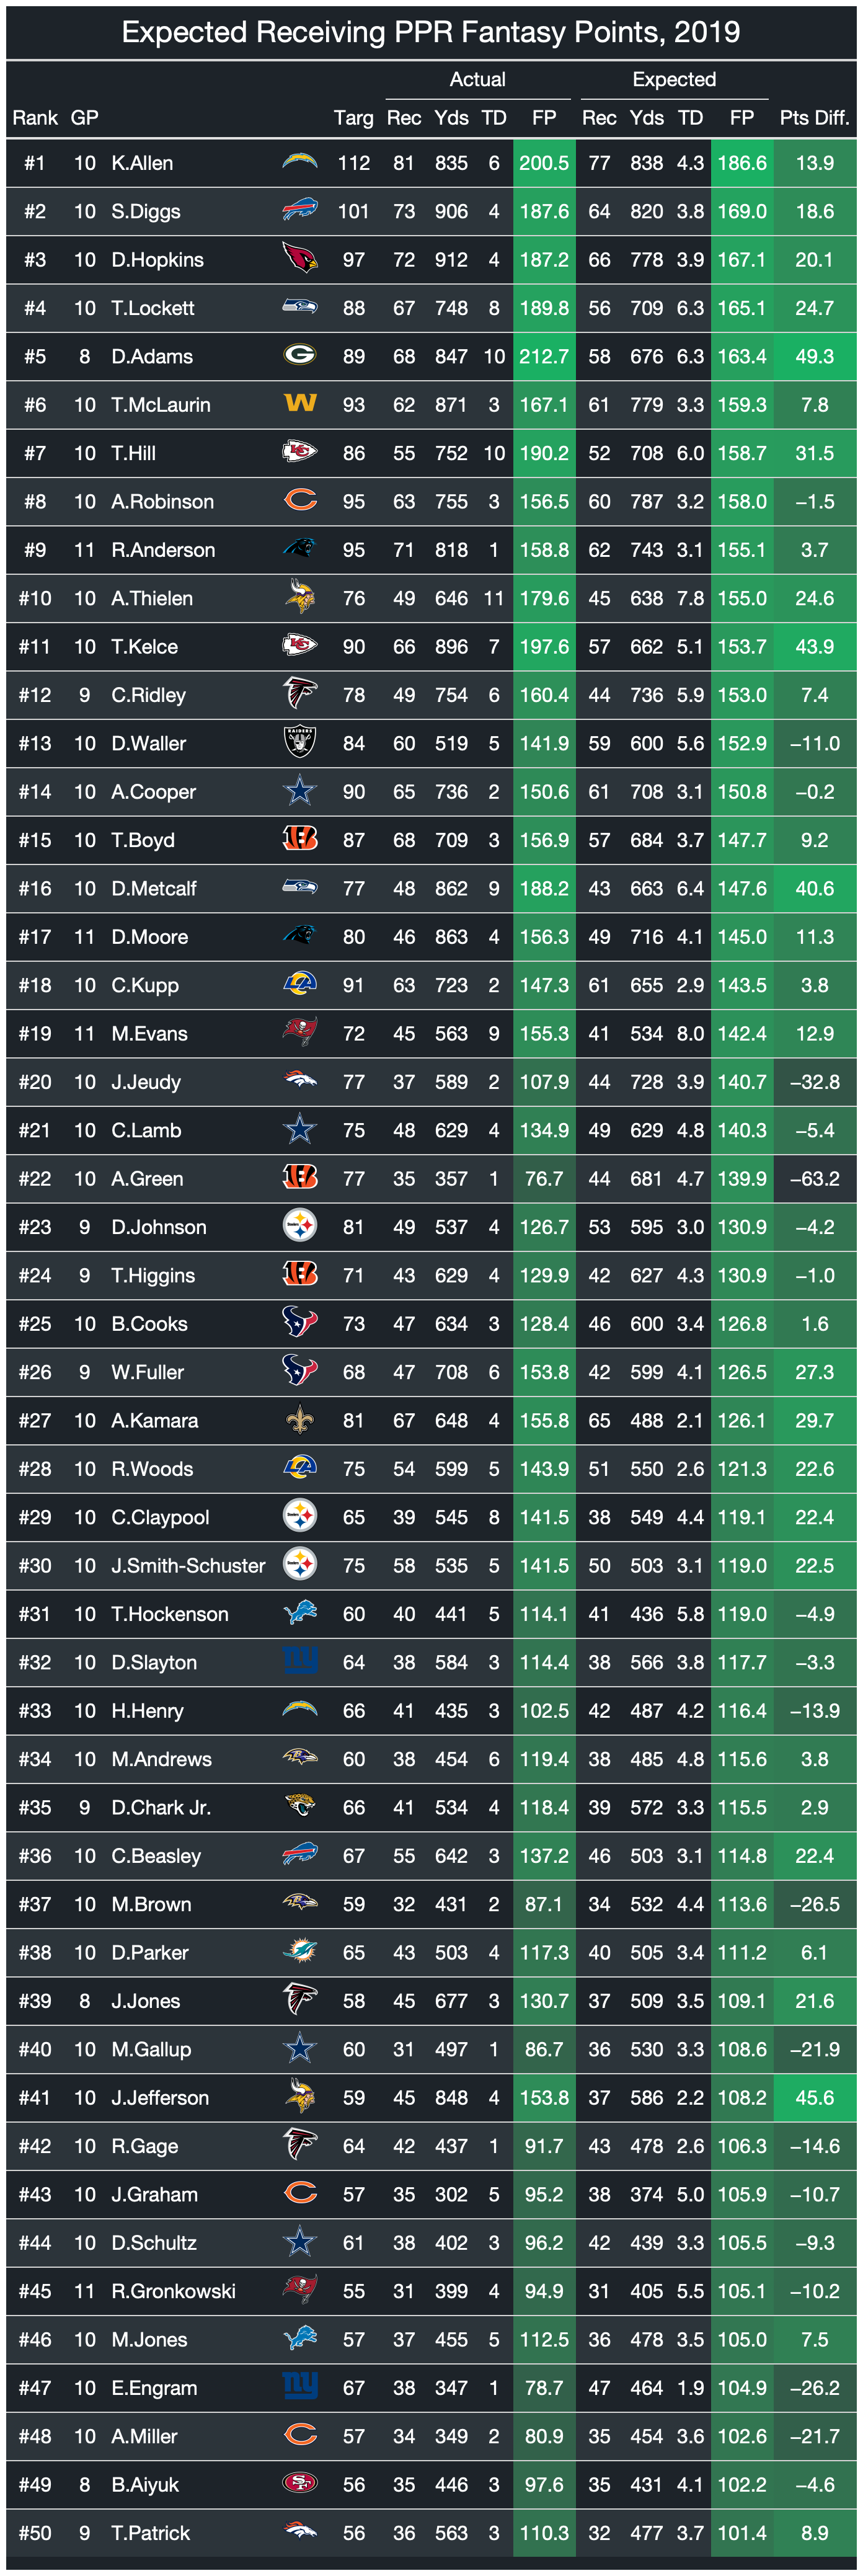 Expected Receiving PPR Fantasy Points, 2019
Actual Expected
Rank GP Targ Rec Yds TD FP Rec Yds TD FP Pts Diff.
#1 10 K.Allen 112 81 835 6 200.5 77 838 4.3 186.6 13.9
#2 10 S.Diggs 101 73 906 4 187.6 64 820 3.8 169.0 18.6
#3 10 D.Hopkins 97 72 912 4 187.2 66 778 3.9 167.1 20.1
#4 10 T.Lockett 88 67 748 8 189.8 56 709 6.3 165.1 24.7
#5 8 D.Adams G 89 68 847 10 212.7 58 676 6.3 163.4 49.3
#6 10 T.McLaurin W 93 62 871 3 167.1 61 779 3.3 159.3 7.8
#7 10 T.Hill KC 86 55 752 10 190.2 52 708 6.0 158.7 31.5
#8 10 A.Robinson C 95 63 755 3 156.5 60 787 3.2 158.0 −1.5
#9 11 R.Anderson 95 71 818 1 158.8 62 743 3.1 155.1 3.7
#10 10 A.Thielen 76 49 646 11 179.6 45 638 7.8 155.0 24.6
#11 10 T.Kelce KC 90 66 896 7 197.6 57 662 5.1 153.7 43.9
#12 9 C.Ridley 78 49 754 6 160.4 44 736 5.9 153.0 7.4
#13 10 D.Waller RAIDERS 84 60 519 5 141.9 59 600 5.6 152.9 −11.0
#14 10 A.Cooper 90 65 736 2 150.6 61 708 3.1 150.8 −0.2
#15 10 T.Boyd B 87 68 709 3 156.9 57 684 3.7 147.7 9.2
#16 10 D.Metcalf 77 48 862 9 188.2 43 663 6.4 147.6 40.6
#17 11 D.Moore 80 46 863 4 156.3 49 716 4.1 145.0 11.3
#18 10 C.Kupp LA 91 63 723 2 147.3 61 655 2.9 143.5 3.8
#19 11 M.Evans 72 45 563 9 155.3 41 534 8.0 142.4 12.9
#20 10 J.Jeudy 77 37 589 2 107.9 44 728 3.9 140.7 −32.8
#21 10 C.Lamb 75 48 629 4 134.9 49 629 4.8 140.3 −5.4
#22 10 A.Green B 77 35 357 1 76.7 44 681 4.7 139.9 −63.2
#23 9 D.Johnson Steelers 81 49 537 4 126.7 53 595 3.0 130.9 −4.2
#24 9 T.Higgins B 71 43 629 4 129.9 42 627 4.3 130.9 −1.0
#25 10 B.Cooks 73 47 634 3 128.4 46 600 3.4 126.8 1.6
#26 9 W.Fuller 68 47 708 6 153.8 42 599 4.1 126.5 27.3
#27 10 A.Kamara 81 67 648 4 155.8 65 488 2.1 126.1 29.7
#28 10 R.Woods LA 75 54 599 5 143.9 51 550 2.6 121.3 22.6
#29 10 C.Claypool Steelers 65 39 545 8 141.5 38 549 4.4 119.1 22.4
#30 10 J.Smith-Schuster Steelers 75 58 535 5 141.5 50 503 3.1 119.0 22.5
#31 10 T.Hockenson 60 40 441 5 114.1 41 436 5.8 119.0 −4.9
#32 10 D.Slayton ny 64 38 584 3 114.4 38 566 3.8 117.7 −3.3
#33 10 H.Henry 66 41 435 3 102.5 42 487 4.2 116.4 −13.9
#34 10 M.Andrews 60 38 454 6 119.4 38 485 4.8 115.6 3.8
#35 9 D.Chark Jr. 66 41 534 4 118.4 39 572 3.3 115.5 2.9
#36 10 C.Beasley 67 55 642 3 137.2 46 503 3.1 114.8 22.4
#37 10 M.Brown 59 32 431 2 87.1 34 532 4.4 113.6 −26.5
#38 10 D.Parker 65 43 503 4 117.3 40 505 3.4 111.2 6.1
#39 8 J.Jones 58 45 677 3 130.7 37 509 3.5 109.1 21.6
#40 10 M.Gallup 60 31 497 1 86.7 36 530 3.3 108.6 −21.9
#41 10 J.Jefferson 59 45 848 4 153.8 37 586 2.2 108.2 45.6
#42 10 R.Gage 64 42 437 1 91.7 43 478 2.6 106.3 −14.6
#43 10 J.Graham C 57 35 302 5 95.2 38 374 5.0 105.9 −10.7
#44 10 D.Schultz 61 38 402 3 96.2 42 439 3.3 105.5 −9.3
#45 11 R.Gronkowski 55 31 399 4 94.9 31 405 5.5 105.1 −10.2
#46 10 M.Jones 57 37 455 5 112.5 36 478 3.5 105.0 7.5
#47 10 E.Engram ny 67 38 347 1 78.7 47 464 1.9 104.9 −26.2
#48 10 A.Miller C 57 34 349 2 80.9 35 454 3.6 102.6 −21.7
#49 8 B.Aiyuk SF 56 35 446 3 97.6 35 431 4.1 102.2 −4.6
#50 9 T.Patrick 56 36 563 3 110.3 32 477 3.7 101.4 8.9